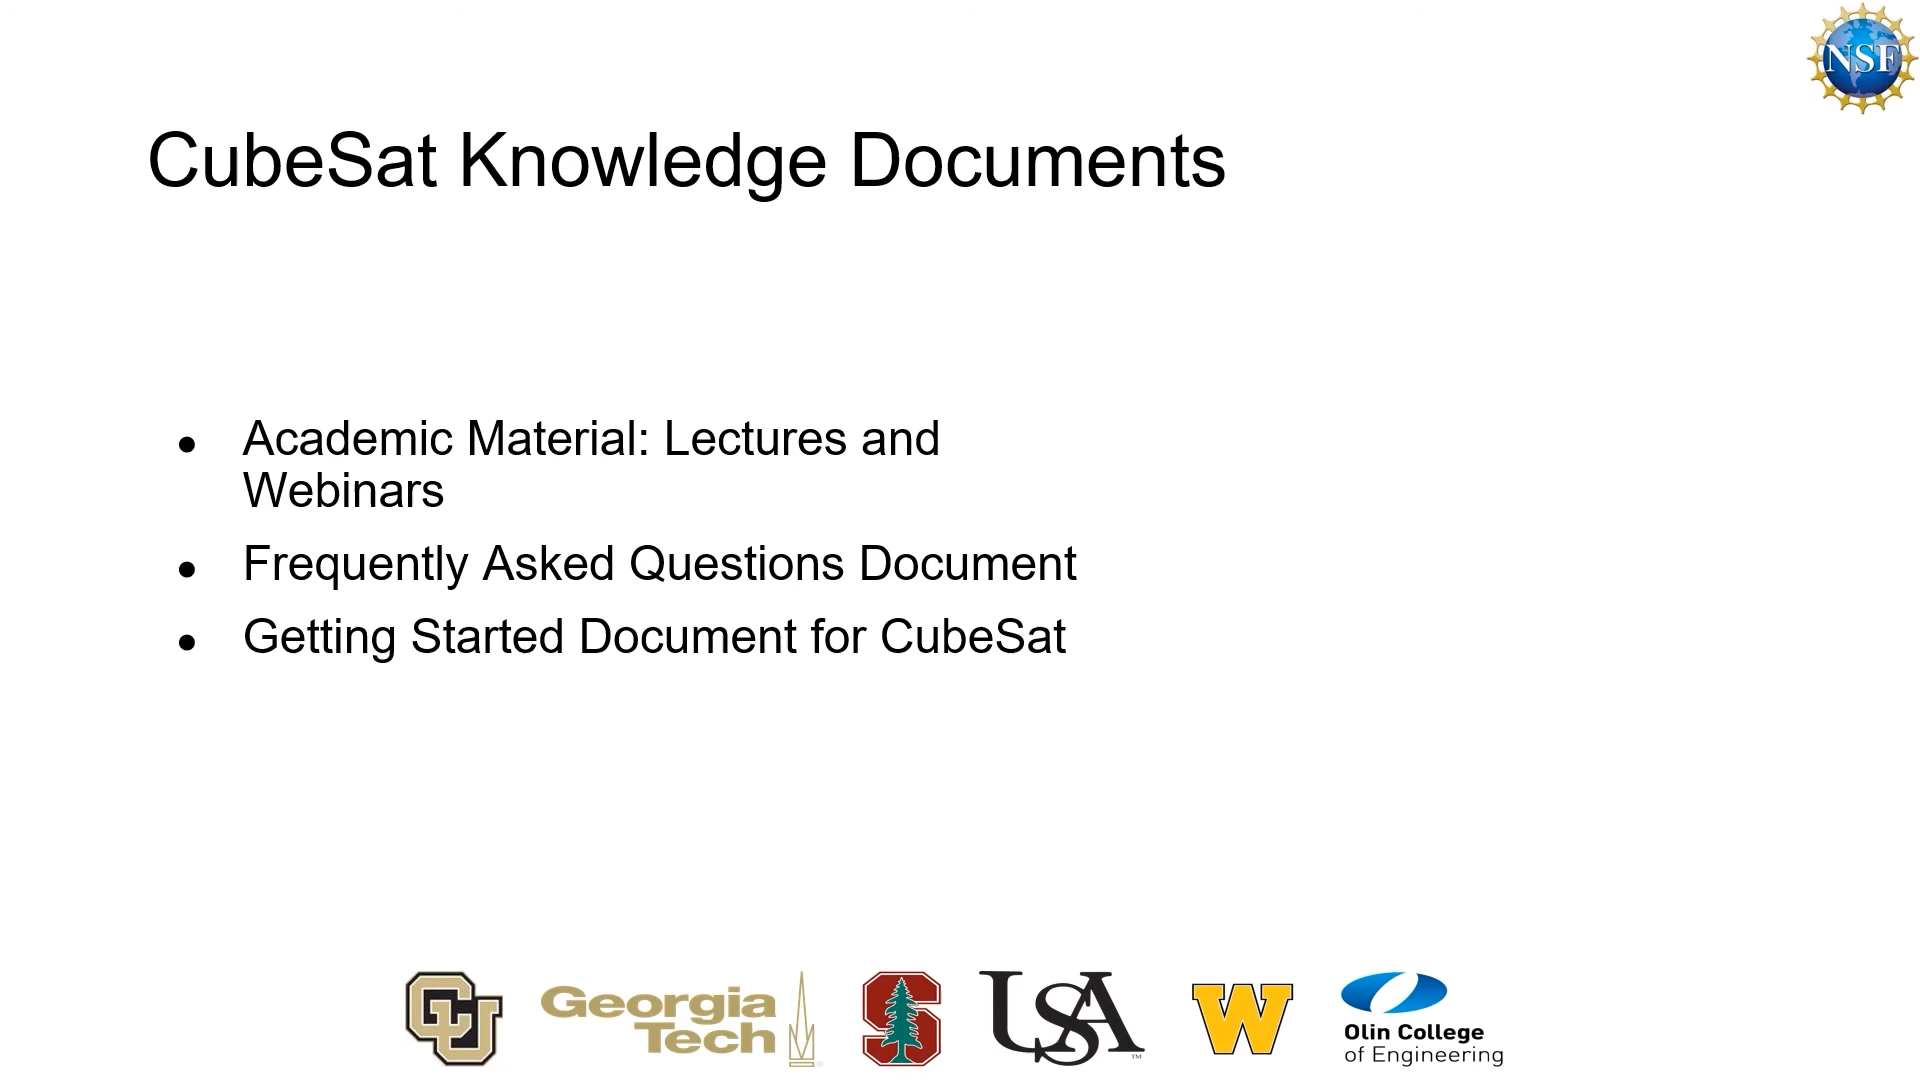 NSF
CubeSat Knowledge Documents
● Academic Material: Lectures and
Webinars
● Frequently Asked Questions Document
● Getting Started Document for CubeSat
CU
Georgia
Tech
S
USA
TM
W
Olin College
of Engineering